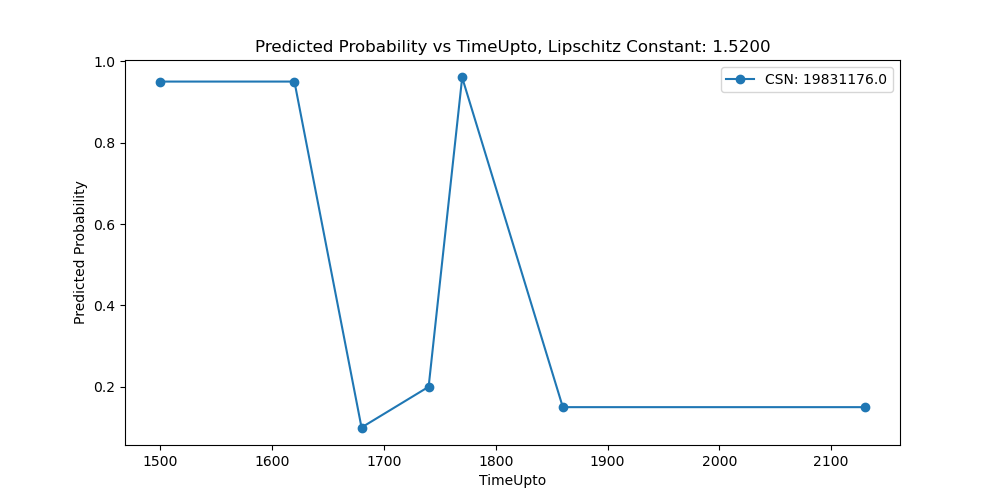 Predicted Probability vs TimeUpto, Lipschitz Constant: 1.5200
CSN: 19831176.0
Predicted Probability
1.0
0.8
0.6
0.4
0.2
1500 1600 1700 1800 1900 2000 2100
TimeUpto